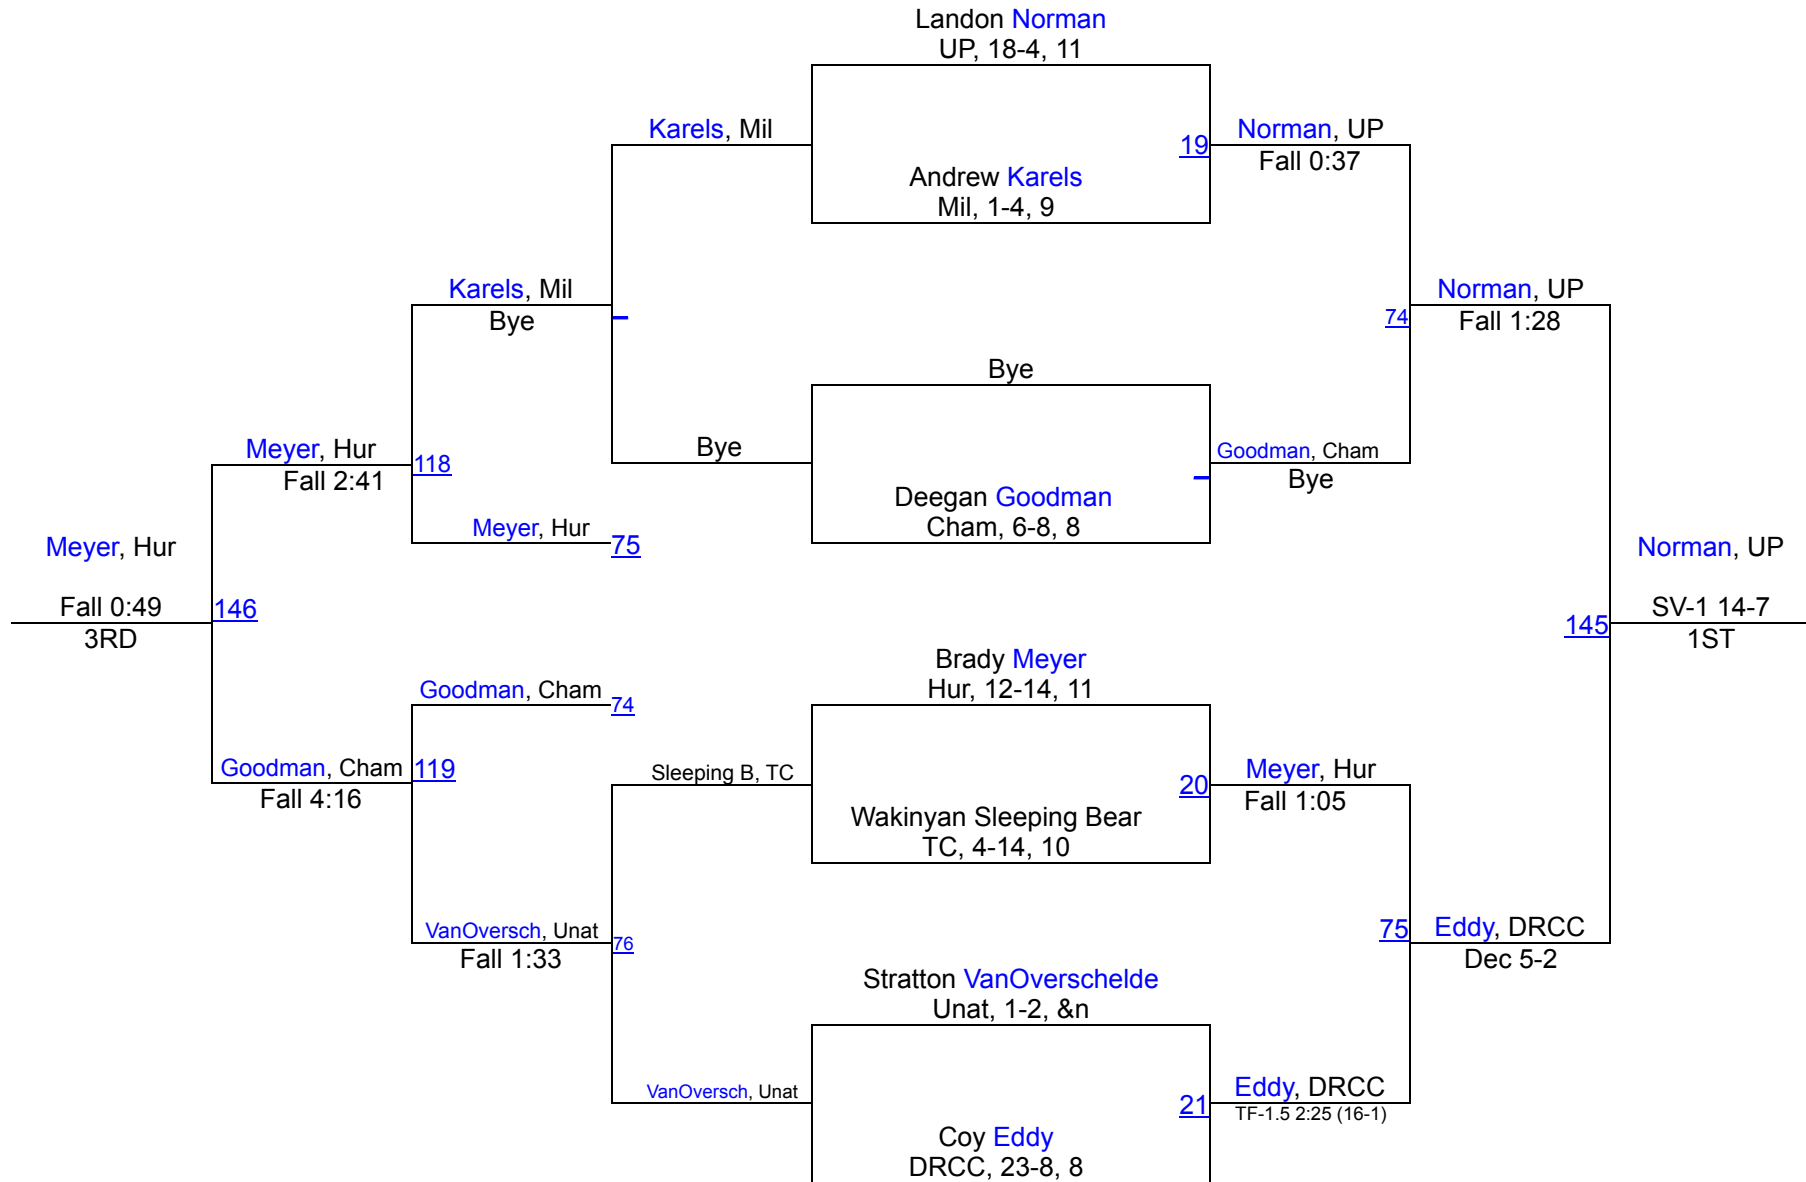 Landon Norman
UP, 18-4, 11
Karels, Mil
19
Norman, UP
Fall 0:37
Andrew Karels
Mil, 1-4, 9
Karels, Mil
Bye
74
Norman, UP
Fall 1:28
Bye
Meyer, Hur
Fall 2:41
118
Bye
Goodman, Cham
Bye
Deegan Goodman
Cham, 6-8, 8
Meyer, Hur
75
Meyer, Hur
Fall 0:49
3RD
146
Norman, UP
145
SV-1 14-7
1ST
Brady Meyer
Hur, 12-14, 11
Goodman, Cham
74
Goodman, Cham
Fall 4:16
119
Sleeping B, TC
20
Meyer, Hur
Fall 1:05
Wakinyan Sleeping Bear
TC, 4-14, 10
VanOversch, Unat
Fall 1:33
76
75
Eddy, DRCC
Dec 5-2
Stratton VanOverschelde
Unat, 1-2, &n
VanOversch, Unat
21
Eddy, DRCC
TF-1.5 2:25 (16-1)
Coy Eddy
DRCC, 23-8, 8